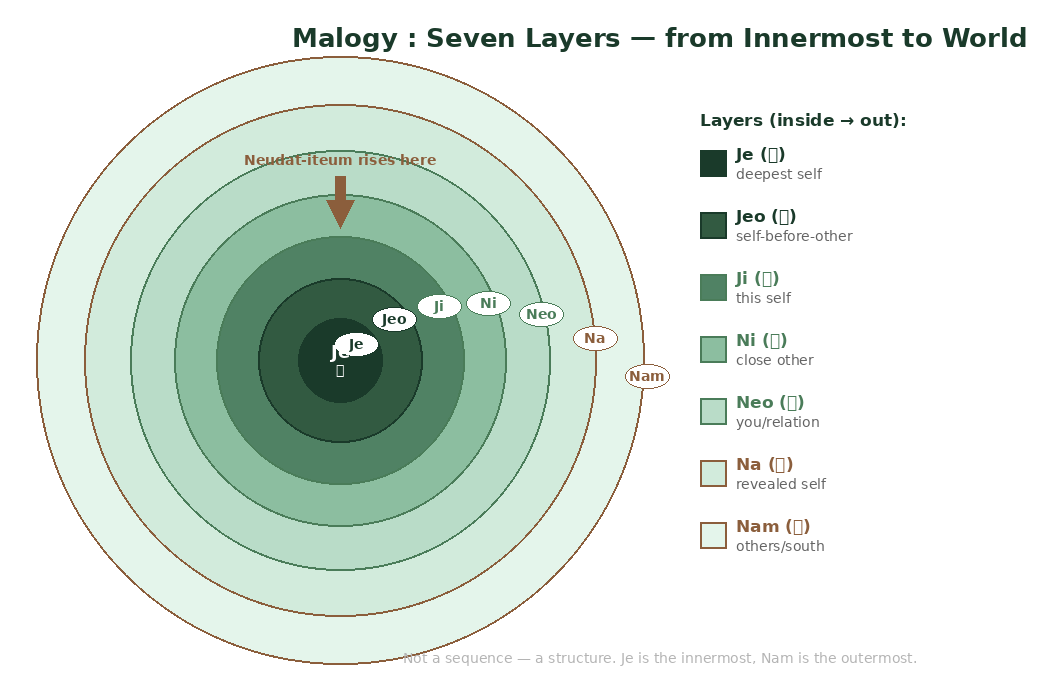 Malogy : Seven Layers — from Innermost to World
Layers (inside → out):
Neudat-iteum rises here
Je (▯)
deepest self
Jeo (▯)
self-before-other
Ji (▯)
this self
Ni (▯)
close other
Neo (▯)
you/relation
Na (▯)
revealed self
Nam (▯)
others/south
Ji
Ni
Neo
Jeo
Na
Je
Je
▯
Nam
Not a sequence — a structure. Je is the innermost, Nam is the outermost.